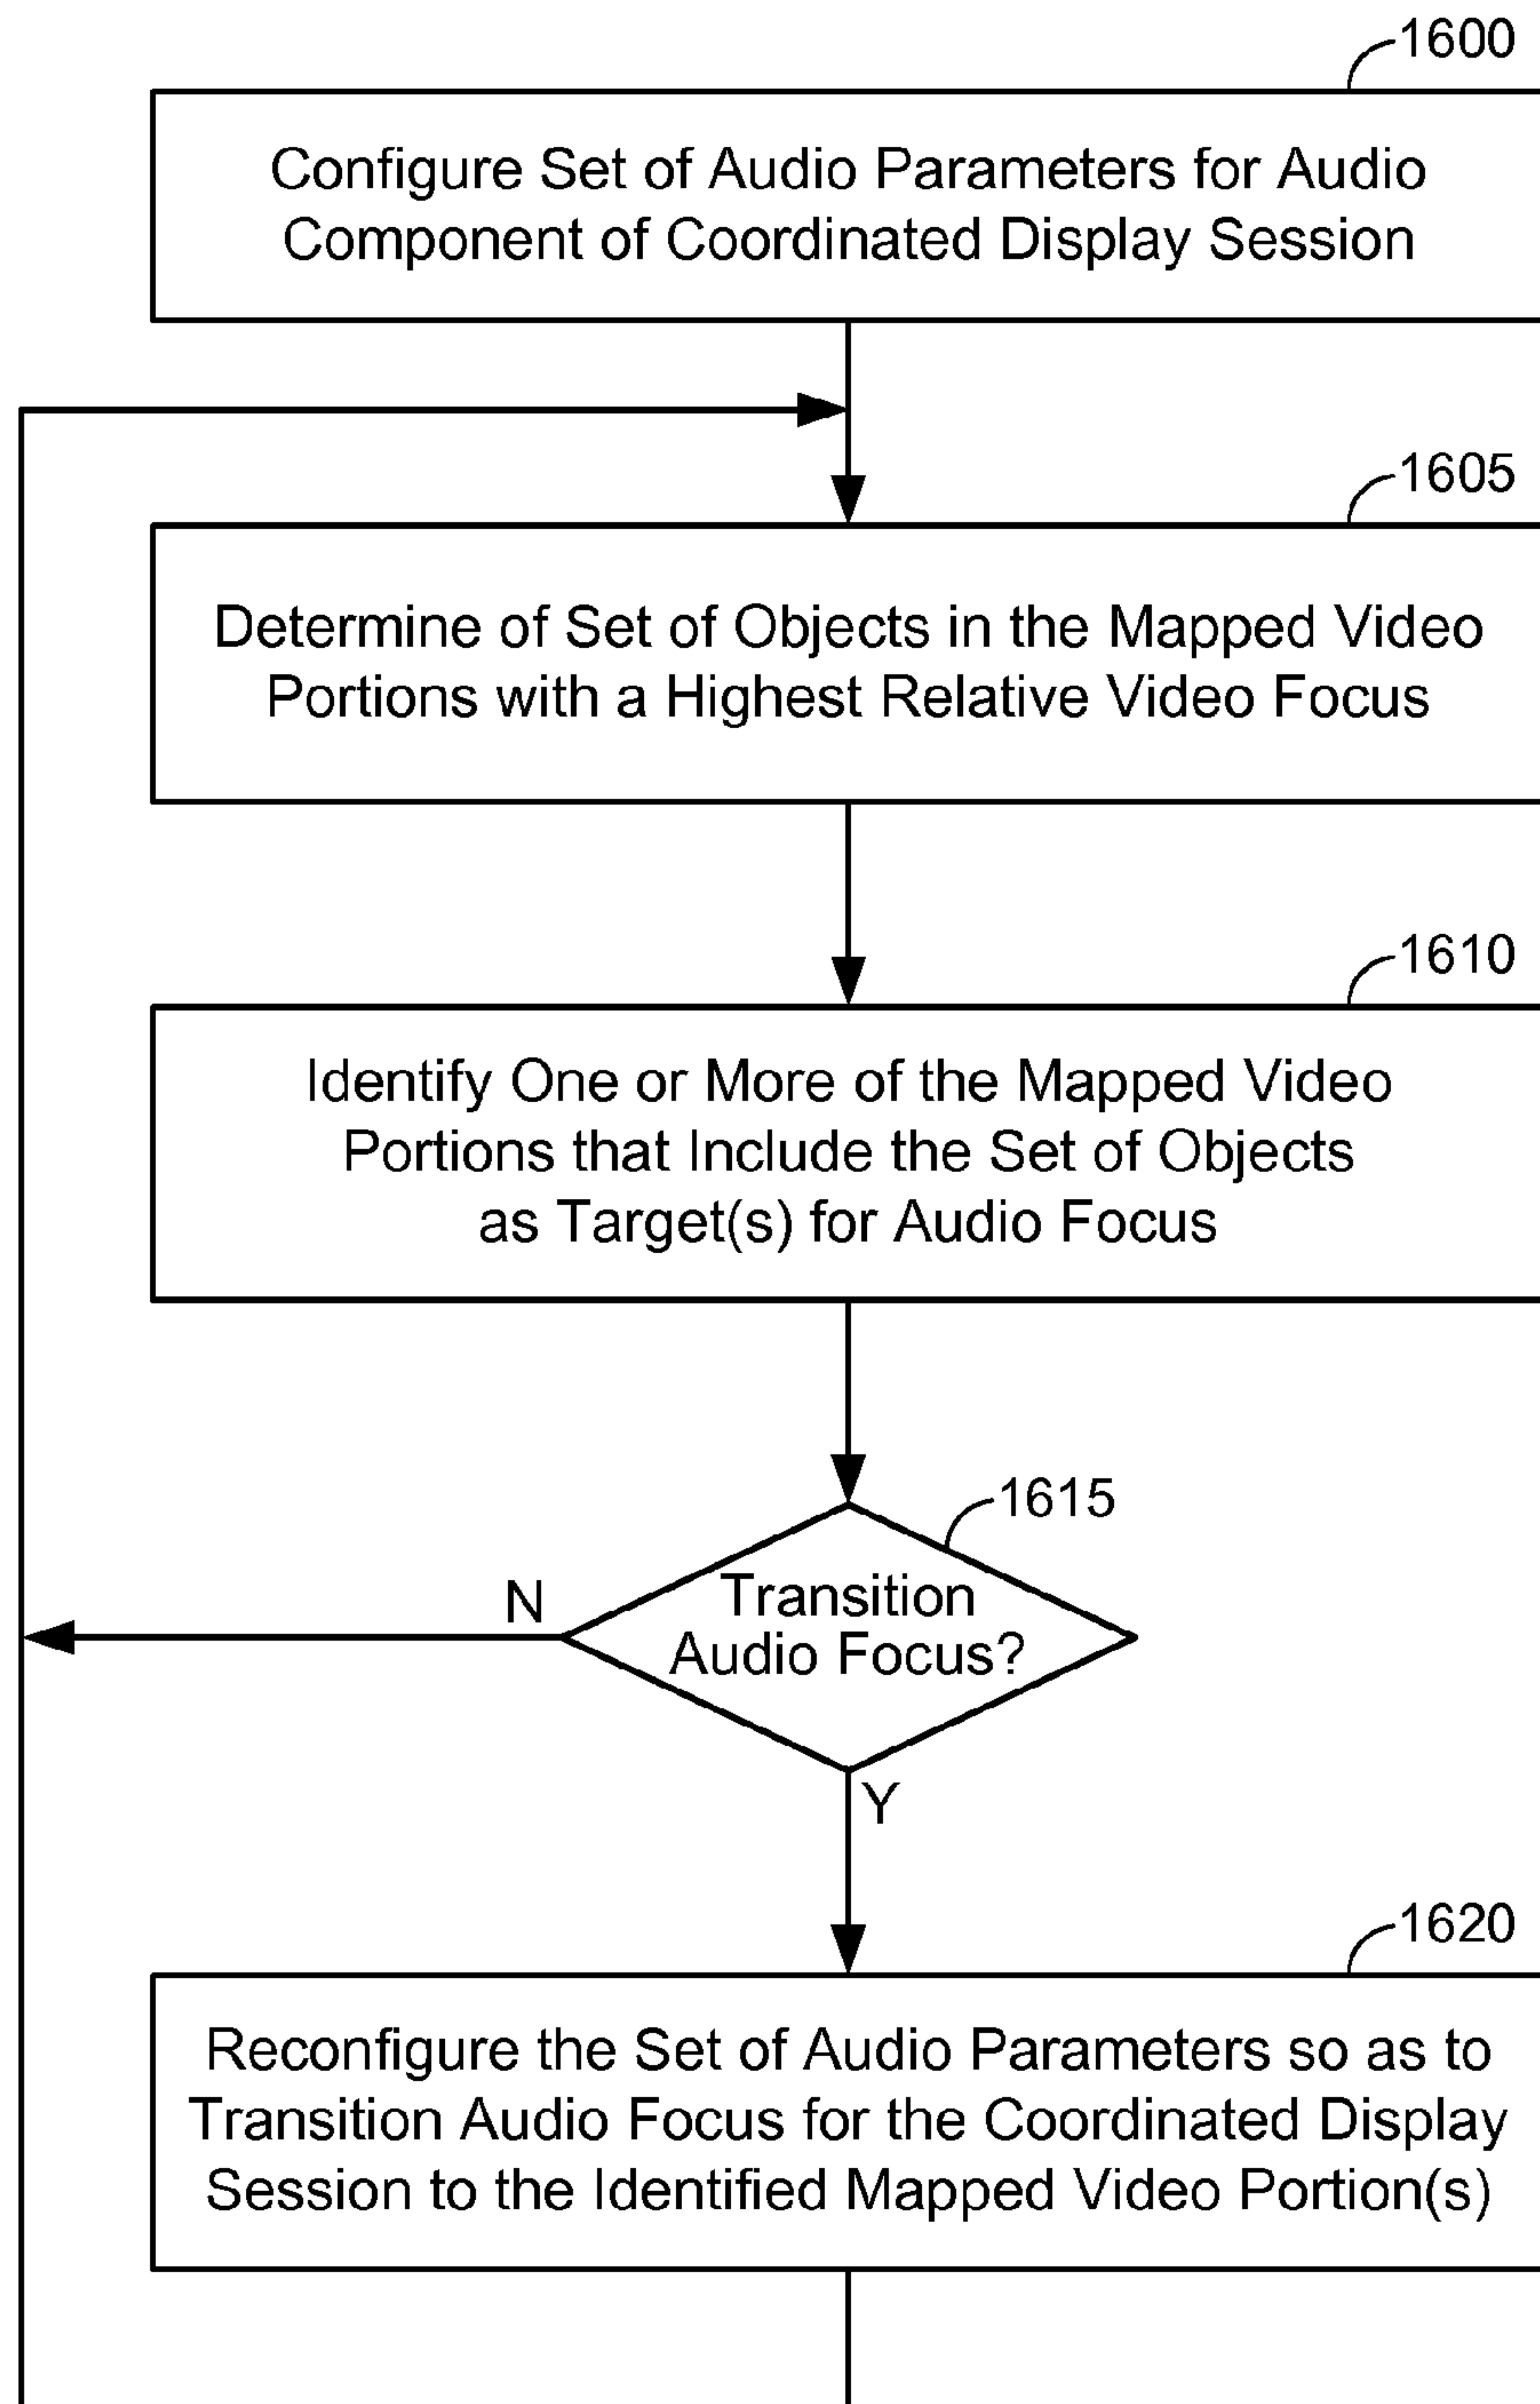 1600
Configure Set of Audio Parameters for Audio
Component of Coordinated Display Session
1605
Determine of Set of Objects in the Mapped Video
Portions with a Highest Relative Video Focus
1610
Identify One or More of the Mapped Video
Portions that Include the Set of Objects
as Target(s) for Audio Focus
1615
Transition
Audio Focus?
N
Y
1620
Reconfigure the Set of Audio Parameters so as to
Transition Audio Focus for the Coordinated Display
Session to the Identified Mapped Video Portion(s)